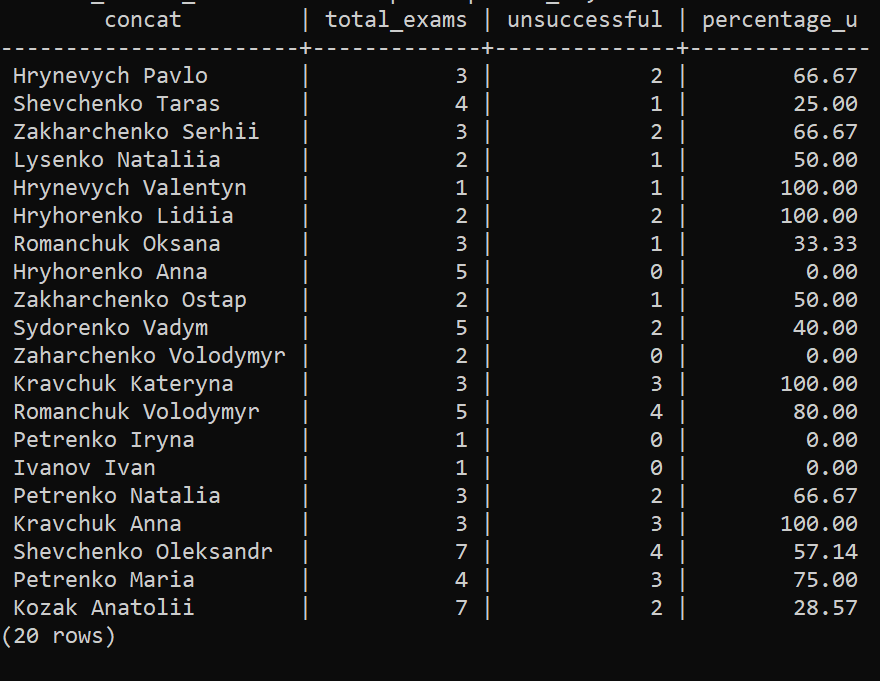 concat | total_exams | unsuccessful | percentage_u
-----------------------+-------------+--------------+--------------
Hrynevych Pavlo | 3 | 2 | 66.67
Shevchenko Taras | 4 | 1 | 25.00
Zakharchenko Serhii | 3 | 2 | 66.67
Lysenko Nataliia | 2 | 1 | 50.00
Hrynevych Valentyn | 1 | 1 | 100.00
Hryhorenko Lidiia | 2 | 2 | 100.00
Romanchuk Oksana | 3 | 1 | 33.33
Hryhorenko Anna | 5 | 0 | 0.00
Zakharchenko Ostap | 2 | 1 | 50.00
Sydorenko Vadym | 5 | 2 | 40.00
Zaharchenko Volodymyr | 2 | 0 | 0.00
Kravchuk Kateryna | 3 | 3 | 100.00
Romanchuk Volodymyr | 5 | 4 | 80.00
Petrenko Iryna | 1 | 0 | 0.00
Ivanov Ivan | 1 | 0 | 0.00
Petrenko Natalia | 3 | 2 | 66.67
Kravchuk Anna | 3 | 3 | 100.00
Shevchenko Oleksandr | 7 | 4 | 57.14
Petrenko Maria | 4 | 3 | 75.00
Kozak Anatolii | 7 | 2 | 28.57
(20 rows)